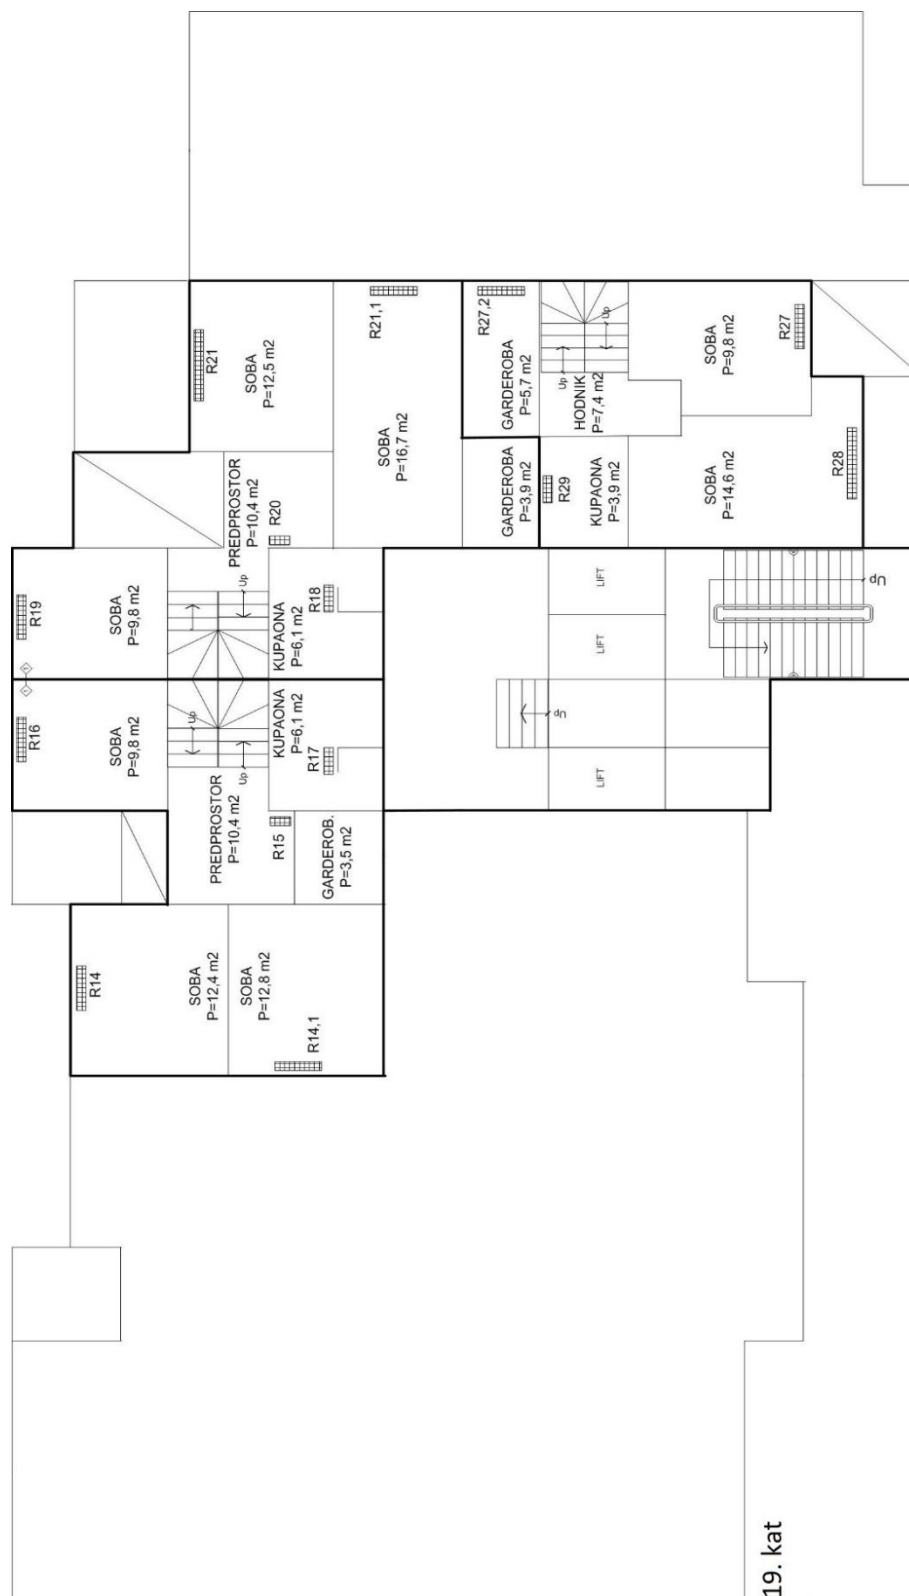 R21
SOBA
P=12,5 m2
R21,1
SOBA
P=16,7 m2
R27,2
GARDEROBA
P=5,7 m2
Up
Up
HODNIK
P=7,4 m2
SOBA
P=9,8 m2
R27
GARDEROBA
P=3,9 m2
R29
KUPAONA
P=3,9 m2
SOBA
P=14,6 m2
R28
PREDPROSTOR
P=10,4 m2
R20
R19
SOBA
P=9,8 m2
Up
KUPAONA
P=6,1 m2
R18
LIFT
LIFT
Up
R16
SOBA
P=9,8 m2
Up
Up
KUPAONA
P=6,1 m2
R17
Up
LIFT
PREDPROSTOR
P=10,4 m2
R15
GARDEROB.
P=3,5 m2
R14
SOBA
P=12,4 m2
SOBA
P=12,8 m2
R14,1
19. kat